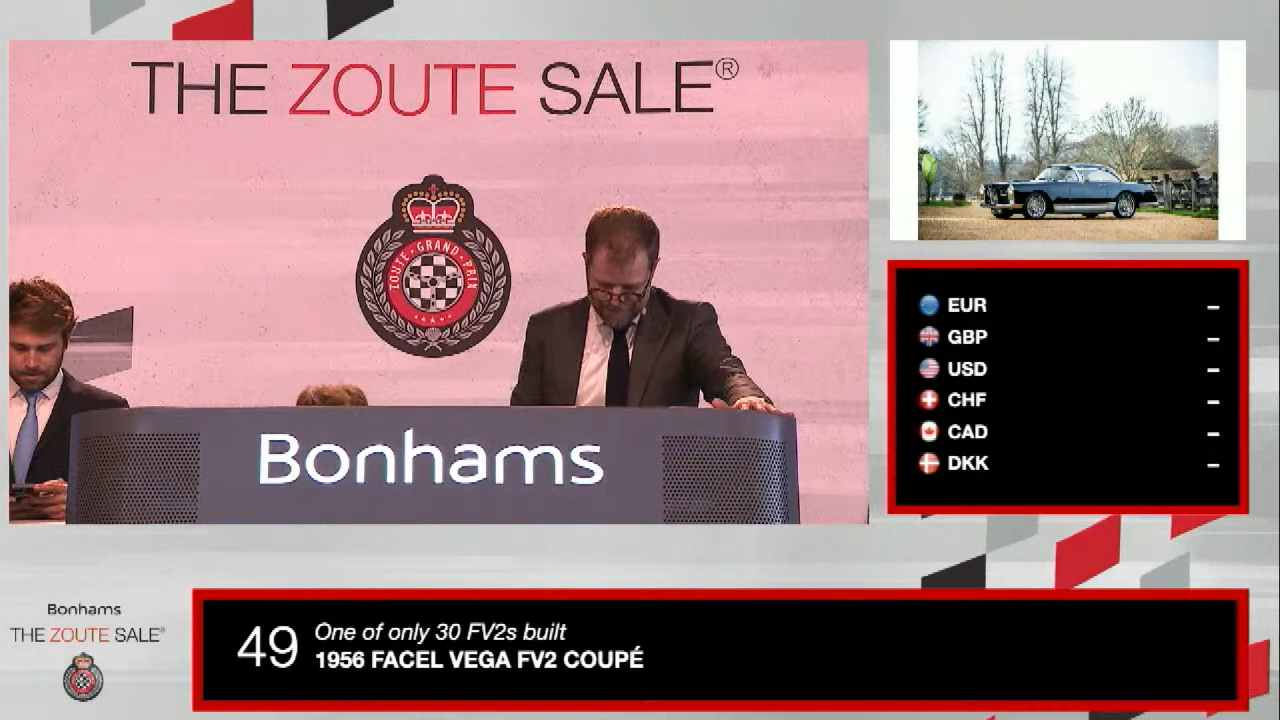 THE ZOUTE SALE®
ZOUTE · GRAND · PRIX
Bonhams
EUR –
GBP –
USD –
CHF –
CAD –
DKK –
Bonhams
THE ZOUTE SALE®
49
One of only 30 FV2s built
1956 FACEL VEGA FV2 COUPÉ